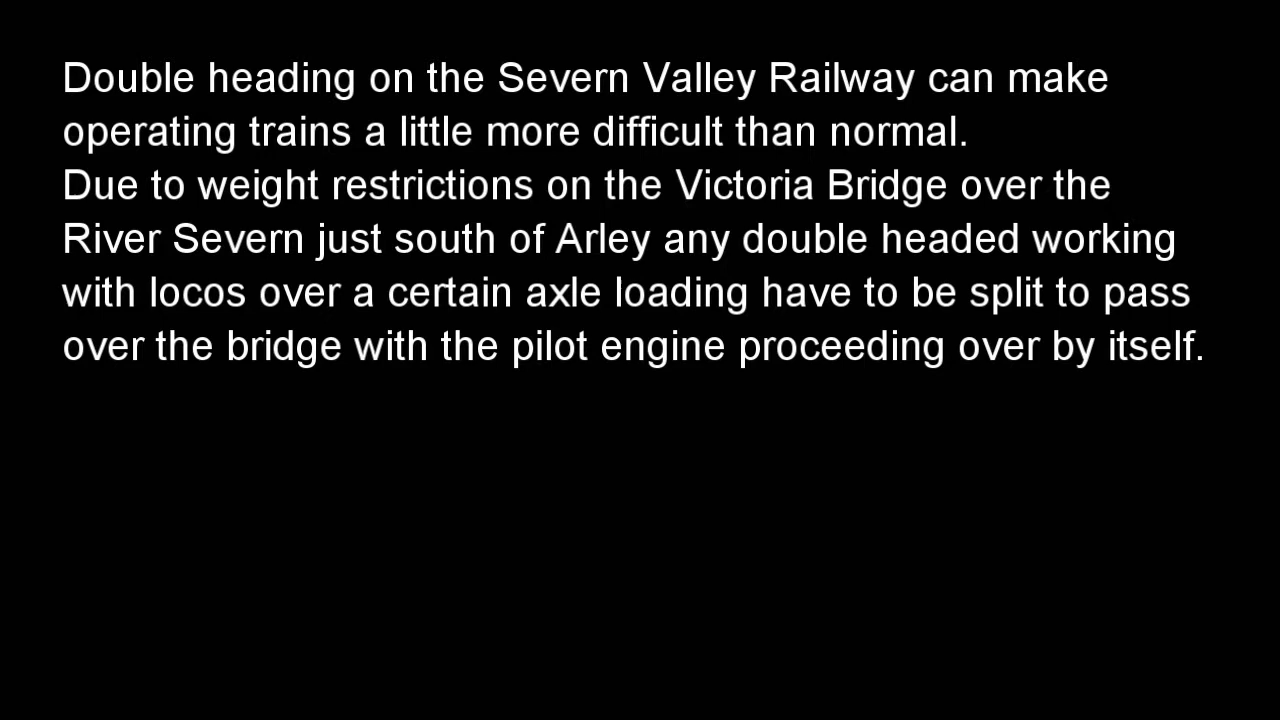 Double heading on the Severn Valley Railway can make
operating trains a little more difficult than normal.
Due to weight restrictions on the Victoria Bridge over the
River Severn just south of Arley any double headed working
with locos over a certain axle loading have to be split to pass
over the bridge with the pilot engine proceeding over by itself.